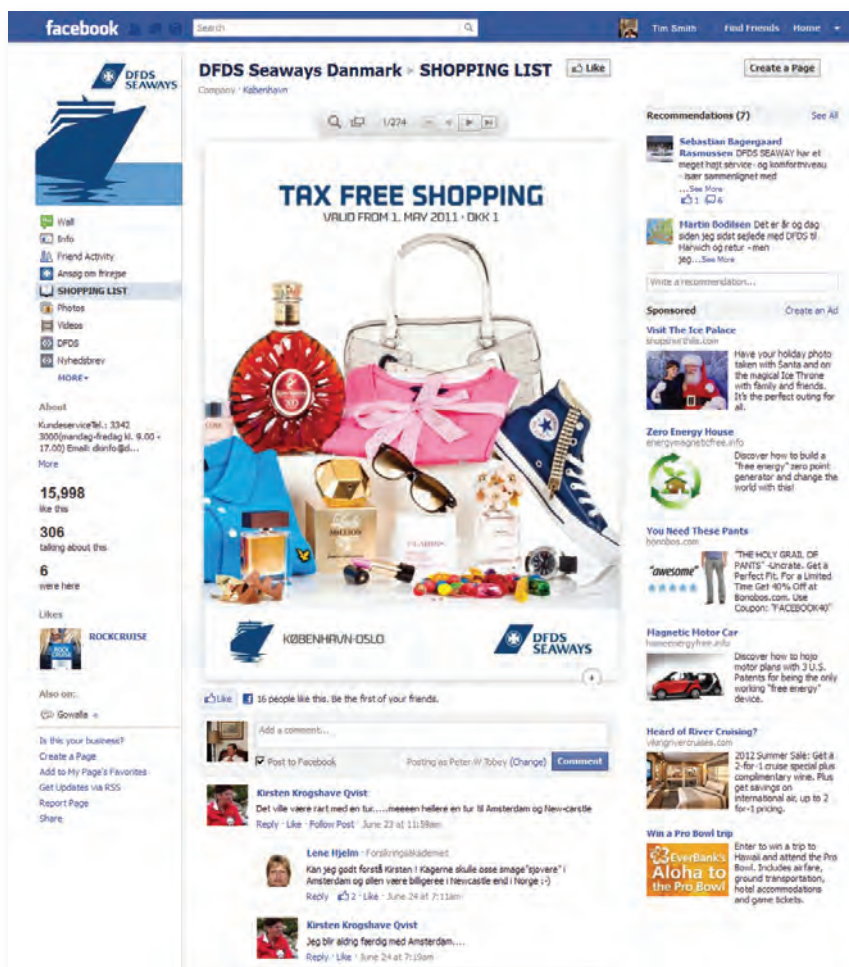 facebook
Search
Tim Smith
Find Friends
Home
DFDS
SEAWAYS
Wall
Info
Friend Activity
Ansøg om frirejse
SHOPPING LIST
Photos
Videos
DFDS
Nyhedsbrev
MORE
About
KundeserviceTel.: 3342
3000(mandag-fredag kl. 9.00 -
17.00) Email: dkinfo@d...
More
15,998
like this
306
talking about this
6
were here
Likes
ROCKCRUISE
Also on:
Gowalla
Is this your business?
Create a Page
Add to My Page's Favorites
Get Updates via RSS
Report Page
Share
DFDS Seaways Danmark ▸ SHOPPING LIST
Like
Company · København
1/274
TAX FREE SHOPPING
VALID FROM 1. MAY 2011 · DKK 1
MILLION
KØBENHAVN-OSLO
DFDS
SEAWAYS
Like
16 people like this. Be the first of your friends.
Add a comment...
Post to Facebook
Posting as Peter W Tobey (Change)
Comment
Kirsten Krogshave Qvist
Det ville være rart med en tur.....meeeen hellere en tur til Amsterdam og New-carstle
Reply · Like · Follow Post · June 23 at 11:59am
Lene Hjelm · Forsikringsakademiet
Kan jeg godt forstå Kirsten ! Kagerne skulle osse smage"sjovere" i
Amsterdam og øllen være billigeree i Newcastle end i Norge ;-)
Reply · 2 · Like · June 24 at 7:11am
Kirsten Krogshave Qvist
Jeg blir aldrig færdig med Amsterdam....
Reply · Like · June 24 at 7:19am
Create a Page
Recommendations (7)
See All
Sebastian Bagergaard
Rasmussen DFDS SEAWAY har et
meget højt service- og komfortniveau
- især sammenlignet med
...See More
1 6
Martin Bodilsen Det er år og dag
siden jeg sidst sejlede med DFDS til
Harwich og retur - men
jeg...See More
Write a recommendation...
Sponsored
Create an Ad
Visit The Ice Palace
Have your holiday photo
taken with Santa and on
the magical Ice Throne
with family and friends.
It's the perfect outing for
all.
Zero Energy House
energymagneticfree.info
Discover how to build a
"free energy" zero point
generator and change the
world with this!
You Need These Pants
bonobos.com
"awesome"
"THE HOLY GRAIL OF
PANTS" -Uncrate. Get a
Perfect Fit. For a Limited
Time Get 40% Off at
Bonobos.com. Use
Coupon: "FACEBOOK40"
Magnetic Motor Car
homeenergyfree.info
Discover how to hojo
motor plans with 3 U.S.
Patents for being the only
working "free energy"
device.
Heard of River Cruising?
vikingrivercruises.com
2012 Summer Sale: Get a
2-for-1 cruise special plus
complimentary wine. Plus
get savings on
international air, up to 2
for-1 pricing.
Win a Pro Bowl trip
EverBank's
Aloha to
the Pro Bowl
Enter to win a trip to
Hawaii and attend the Pro
Bowl. Includes airfare,
ground transportation,
hotel accommodations
and game tickets.